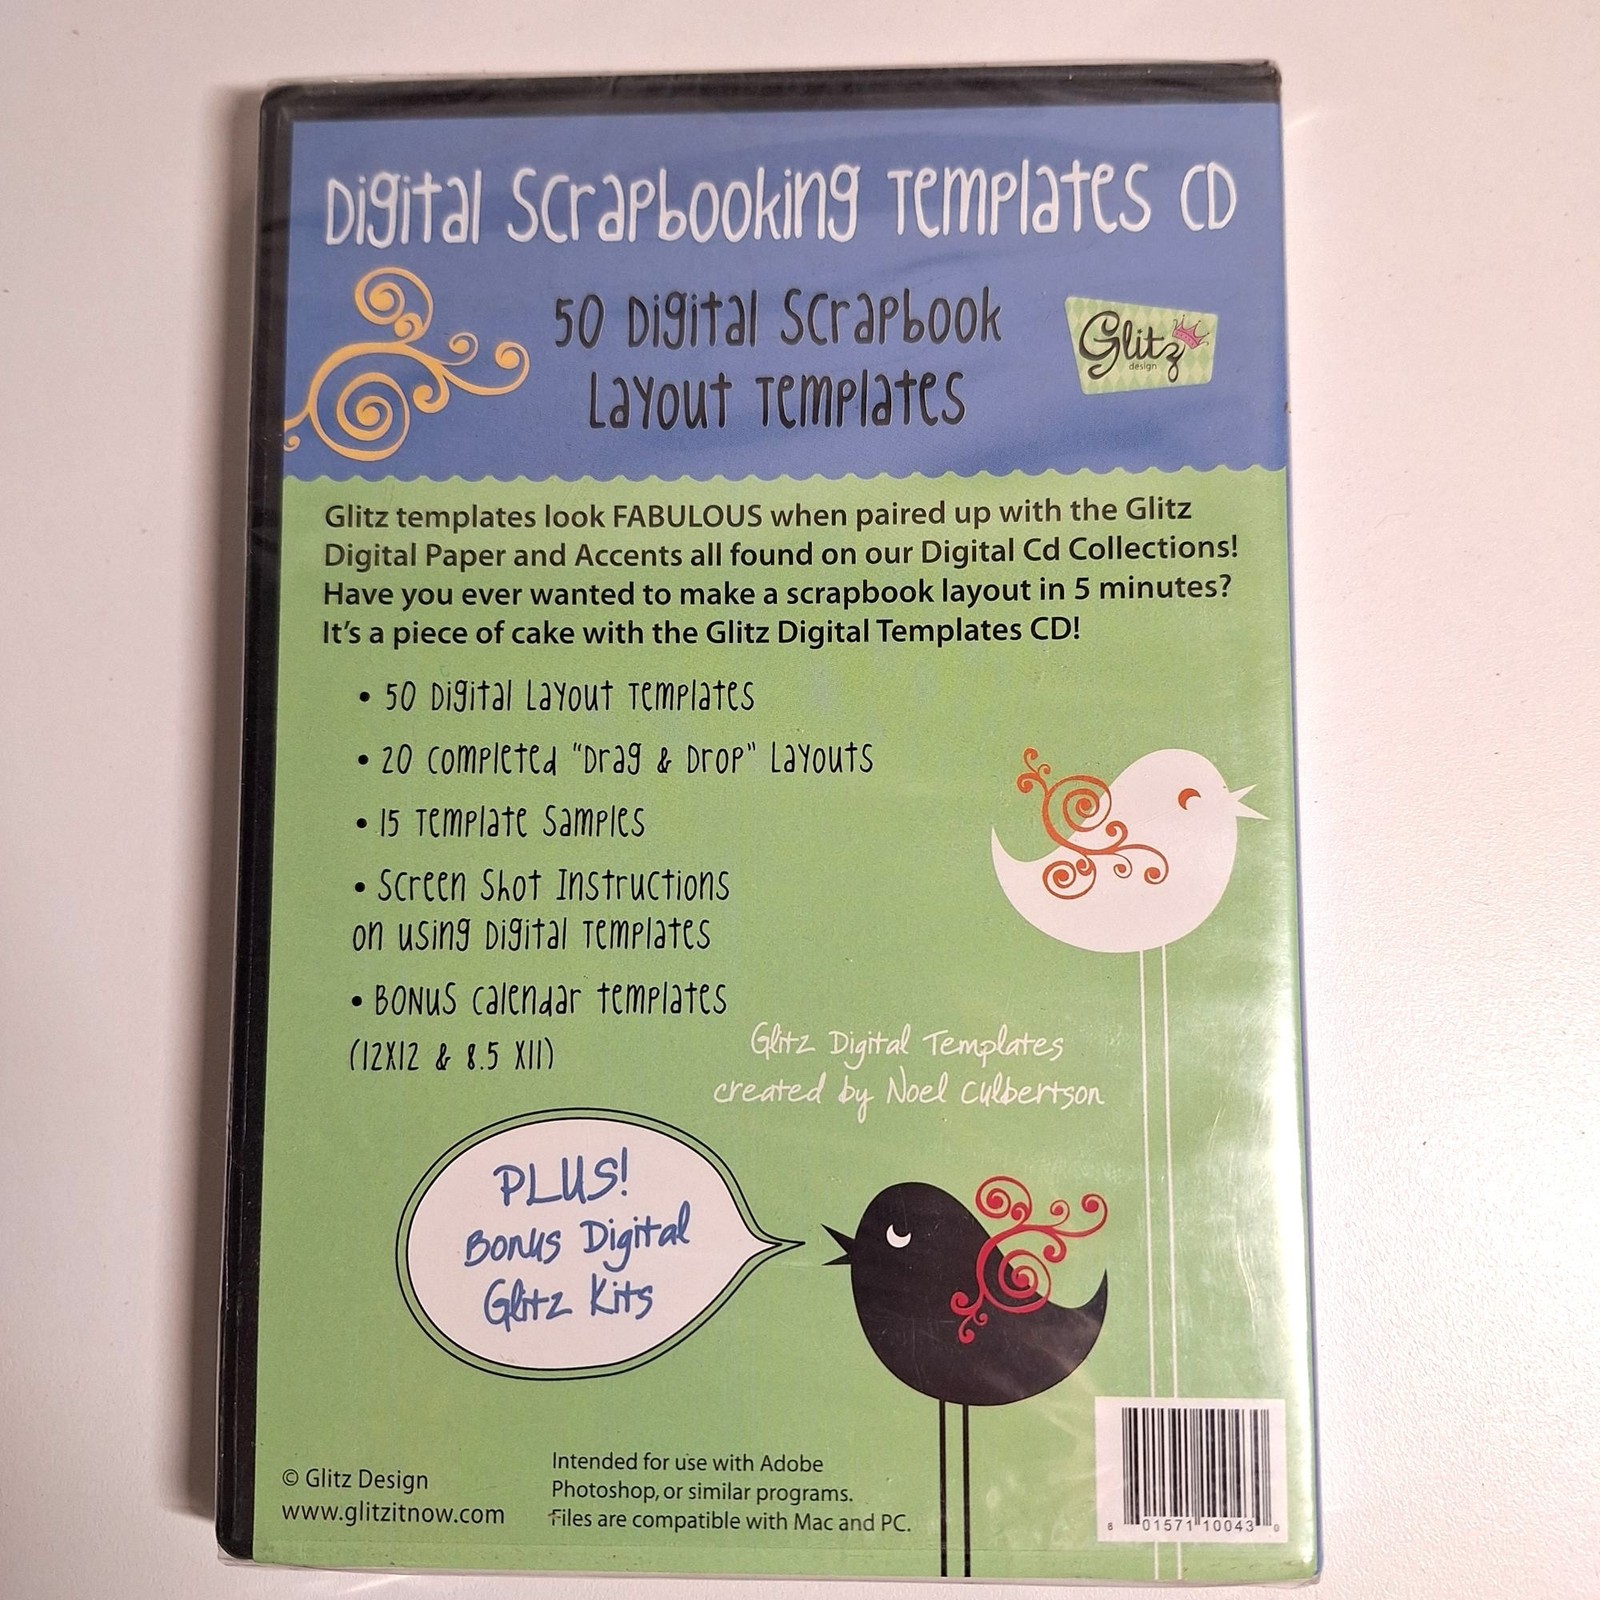 Digital Scrapbooking Templates CD
50 Digital Scrapbook
Layout Templates
Glitz
design
Glitz templates look FABULOUS when paired up with the Glitz
Digital Paper and Accents all found on our Digital Cd Collections!
Have you ever wanted to make a scrapbook layout in 5 minutes?
It's a piece of cake with the Glitz Digital Templates CD!
• 50 Digital Layout Templates
• 20 Completed "Drag & Drop" Layouts
• 15 Template Samples
• Screen Shot Instructions
on using Digital Templates
• BONUS Calendar Templates
(12X12 & 8.5 X11)
Glitz Digital Templates
created by Noel Culbertson
PLUS!
Bonus Digital
Glitz Kits
© Glitz Design
www.glitzitnow.com
Intended for use with Adobe
Photoshop, or similar programs.
Files are compatible with Mac and PC.
8 01571 10043 0